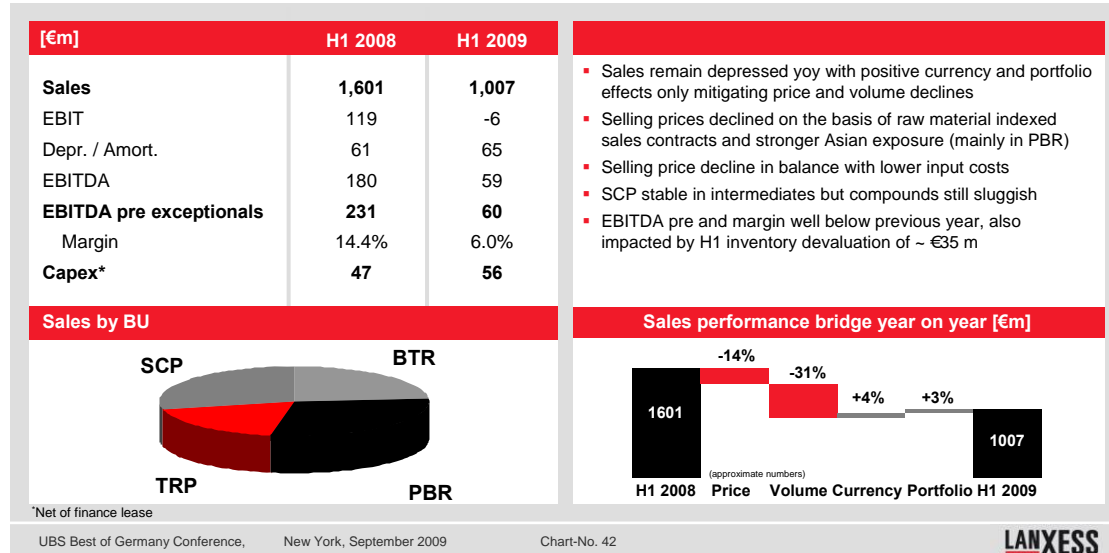 [€m] H1 2008 H1 2009
Sales 1,601 1,007
EBIT 119 -6
Depr. / Amort. 61 65
EBITDA 180 59
EBITDA pre exceptionals 231 60
Margin 14.4% 6.0%
Capex* 47 56
▪ Sales remain depressed yoy with positive currency and portfolio
effects only mitigating price and volume declines
▪ Selling prices declined on the basis of raw material indexed
sales contracts and stronger Asian exposure (mainly in PBR)
▪ Selling price decline in balance with lower input costs
▪ SCP stable in intermediates but compounds still sluggish
▪ EBITDA pre and margin well below previous year, also
impacted by H1 inventory devaluation of ~ €35 m
Sales by BU
SCP BTR
TRP PBR
Sales performance bridge year on year [€m]
-14%
-31%
+4% +3%
1601
1007
(approximate numbers)
H1 2008 Price Volume Currency Portfolio H1 2009
*Net of finance lease
UBS Best of Germany Conference, New York, September 2009 Chart-No. 42
LANXESS